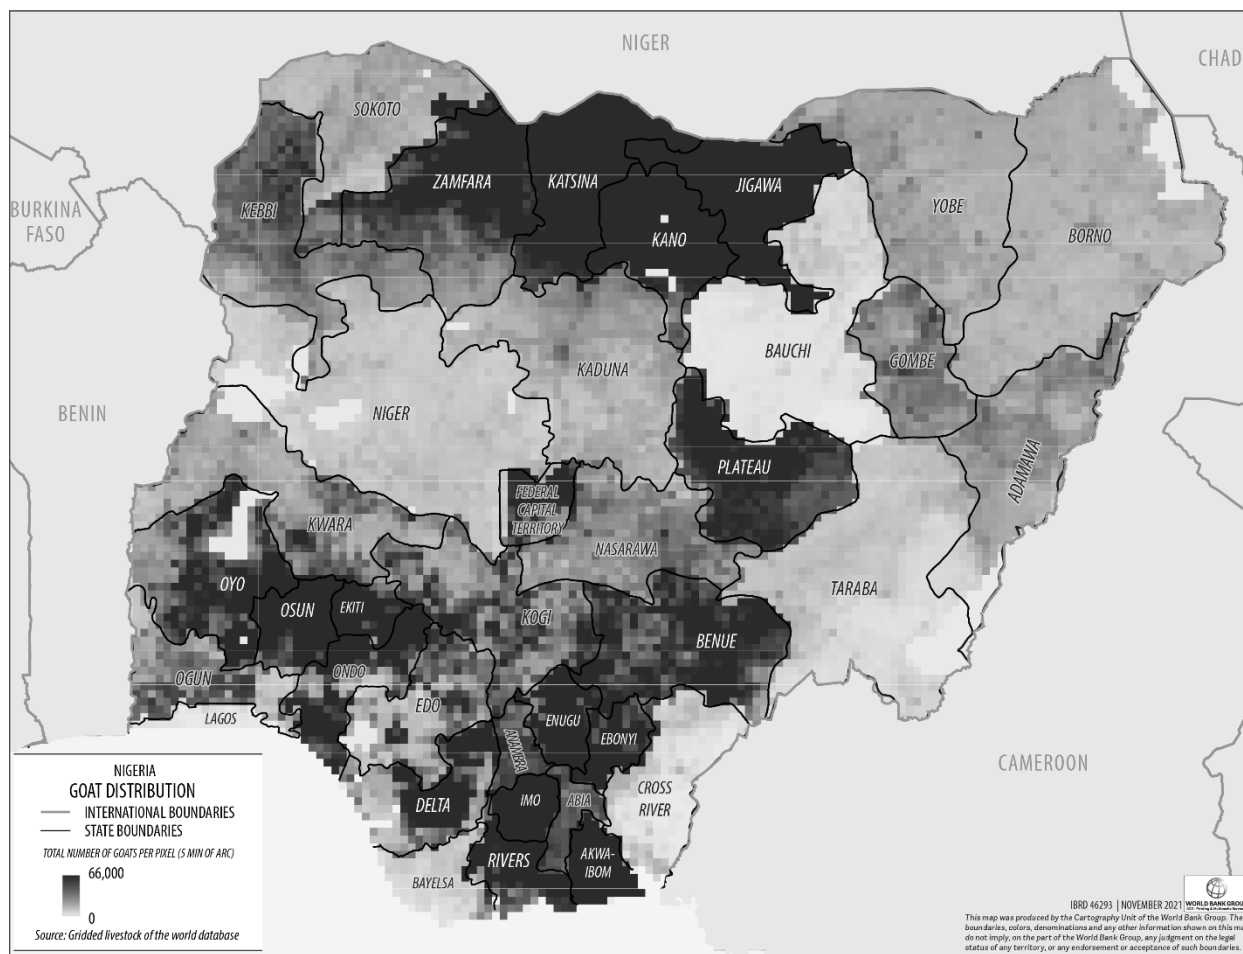 NIGER
CHAD
SOKOTO
ZAMFARA
KATSINA
JIGAWA
KEBBI
YOBE
BURKINA
FASO
KANO
BORNO
BAUCHI
GOMBE
KADUNA
BENIN
NIGER
PLATEAU
ADAMAWA
FEDERAL
CAPITAL
TERRITORY
KWARA
NASARAWA
OYO
OSUN
EKITI
KOGI
TARABA
BENUE
OGUN
ONDO
EDO
LAGOS
ENUGU
EBONYI
ANAMBRA
CAMEROON
CROSS
RIVER
DELTA
IMO
ABIA
RIVERS
AKWA-
IBOM
BAYELSA
NIGERIA
GOAT DISTRIBUTION
INTERNATIONAL BOUNDARIES
STATE BOUNDARIES
TOTAL NUMBER OF GOATS PER PIXEL (5 MIN OF ARC)
66,000
0
Source: Gridded livestock of the world database
IBRD 46293 | NOVEMBER 2021
WORLD BANK GROUP
This map was produced by the Cartography Unit of the World Bank Group. The
boundaries, colors, denominations and any other information shown on this ma
do not imply, on the part of the World Bank Group, any judgment on the legal
status of any territory, or any endorsement or acceptance of such boundaries.